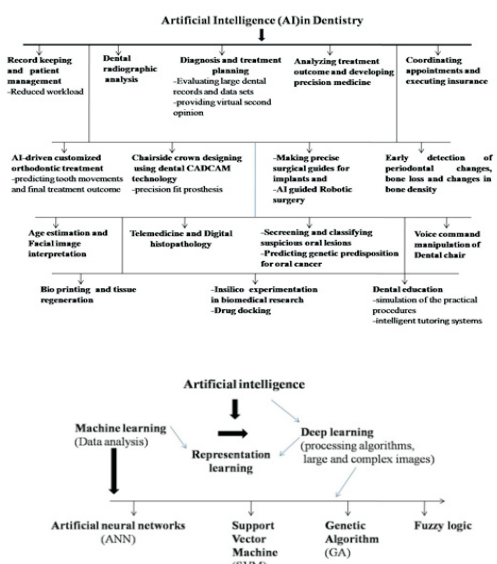 Artificial Intelligence (AI)in Dentistry
Record keeping
and patient
management
-Reduced workload
Dental
radiographic
analysis
Diagnosis and treatment
planning
-Evaluating large dental
records and data sets
-providing virtual second
opinion
Analyzing treatment
outcome and developing
precision medicine
Coordinating
appointments and
executing insurance
AI-driven customized
orthodontic treatment
-predicting tooth movements
and final treatment outcome
Chairside crown designing
using dental CADCAM
technology
-precision fit prosthesis
-Making precise
surgical guides for
implants and
-AI guided Robotic
surgery
Early detection of
periodontal changes,
bone loss and changes in
bone density
Age estimation and
Facial image
interpretation
Telemedicine and Digital
histopathology
-Secreening and classifying
suspicious oral lesions
-Predicting genetic predisposition
for oral cancer
Voice command
manipulation of
Dental chair
Bio printing and tissue
regeneration
-Insilico experimentation
in biomedical research
-Drug docking
Dental education
-simulation of the practical
procedures
-intelligent tutoring systems
Artificial intelligence
Machine learning
(Data analysis)
Representation
learning
Deep learning
(processing algorithms,
large and complex images)
Artificial neural networks
(ANN)
Support
Vector
Machine
Genetic
Algorithm
(GA)
Fuzzy logic